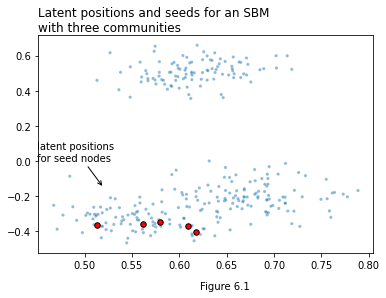 Latent positions and seeds for an SBM
with three communities
0.6
0.4
0.2
latent positions
for seed nodes
0.0
−0.2
−0.4
0.50 0.55 0.60 0.65 0.70 0.75 0.80
Figure 6.1